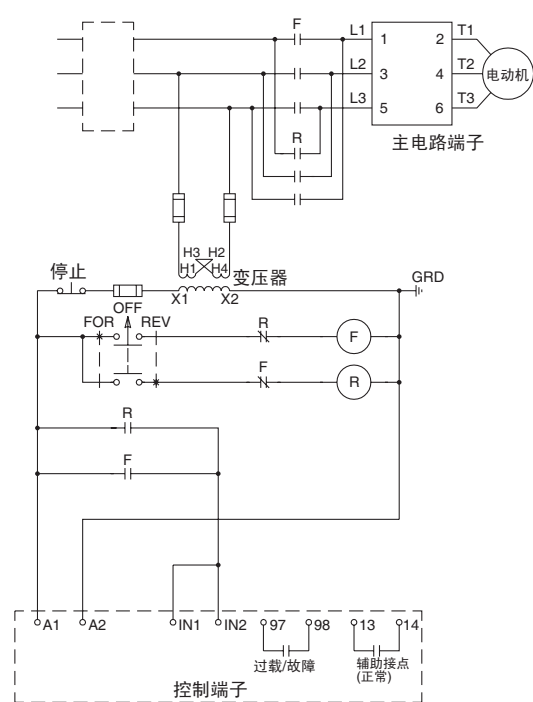 F
L1 1 2 T1
L2 3 4 T2
L3 5 6 T3
电动机
R
主电路端子
H3 H2
H1 H4
变压器
停止
X1 X2
GRD
OFF
FOR REV
R
F
F
R
R
F
A1 A2 IN1 IN2 97 98 13 14
过载/故障
辅助接点
(正常)
控制端子